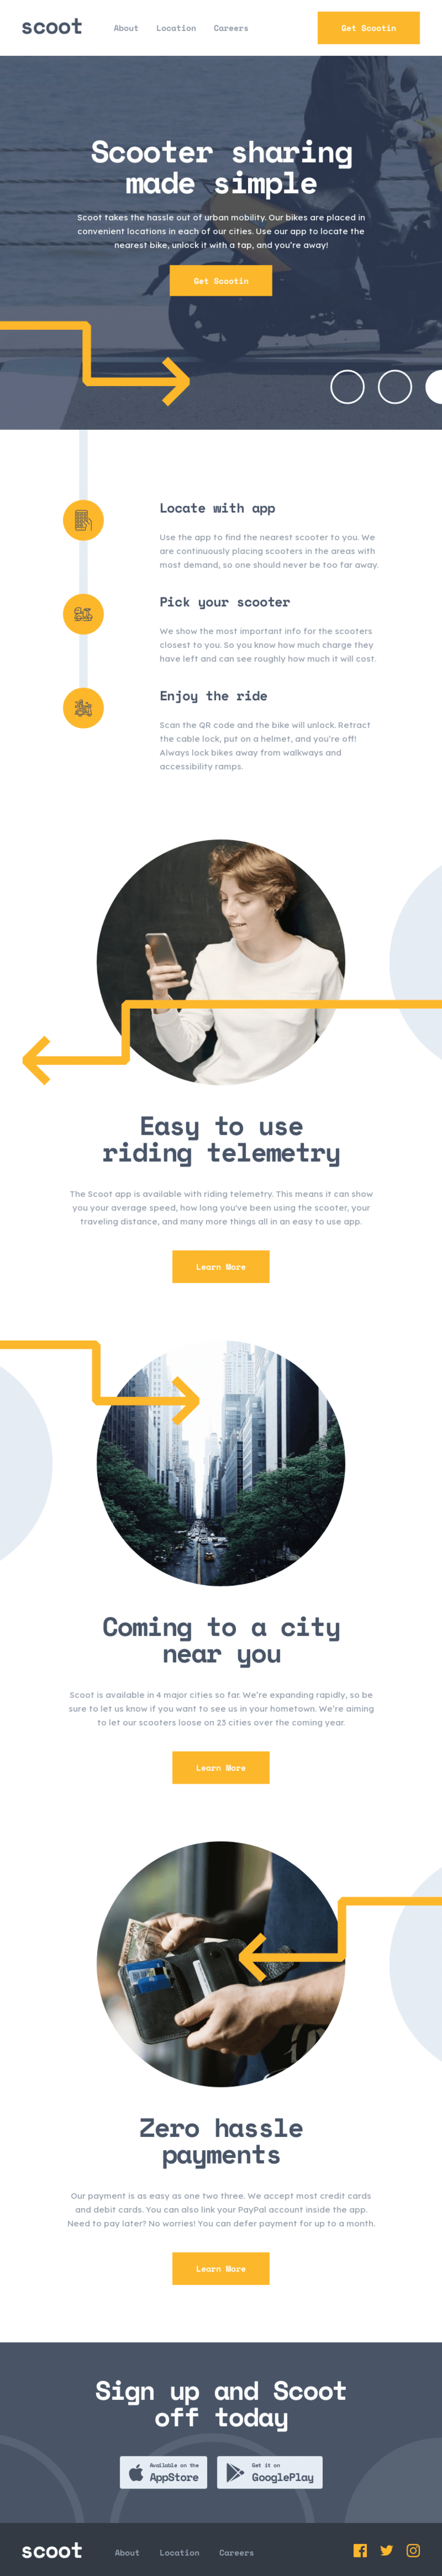 scoot
About Location Careers
Get Scootin
Scooter sharing
made simple
Scoot takes the hassle out of urban mobility. Our bikes are placed in
convenient locations in each of our cities. Use our app to locate the
nearest bike, unlock it with a tap, and you're away!
Get Scootin
Locate with app
Use the app to find the nearest scooter to you. We
are continuously placing scooters in the areas with
most demand, so one should never be too far away.
Pick your scooter
We show the most important info for the scooters
closest to you. So you know how much charge they
have left and can see roughly how much it will cost.
Enjoy the ride
Scan the QR code and the bike will unlock. Retract
the cable lock, put on a helmet, and you're off!
Always lock bikes away from walkways and
accessibility ramps.
Easy to use
riding telemetry
The Scoot app is available with riding telemetry. This means it can show
you your average speed, how long you've been using the scooter, your
traveling distance, and many more things all in an easy to use app.
Learn More
Coming to a city
near you
Scoot is available in 4 major cities so far. We're expanding rapidly, so be
sure to let us know if you want to see us in your hometown. We're aiming
to let our scooters loose on 23 cities over the coming year.
Learn More
Zero hassle
payments
Our payment is as easy as one two three. We accept most credit cards
and debit cards. You can also link your PayPal account inside the app.
Need to pay later? No worries! You can defer payment for up to a month.
Learn More
Sign up and Scoot
off today
Available on the
AppStore
Get it on
GooglePlay
scoot
About Location Careers